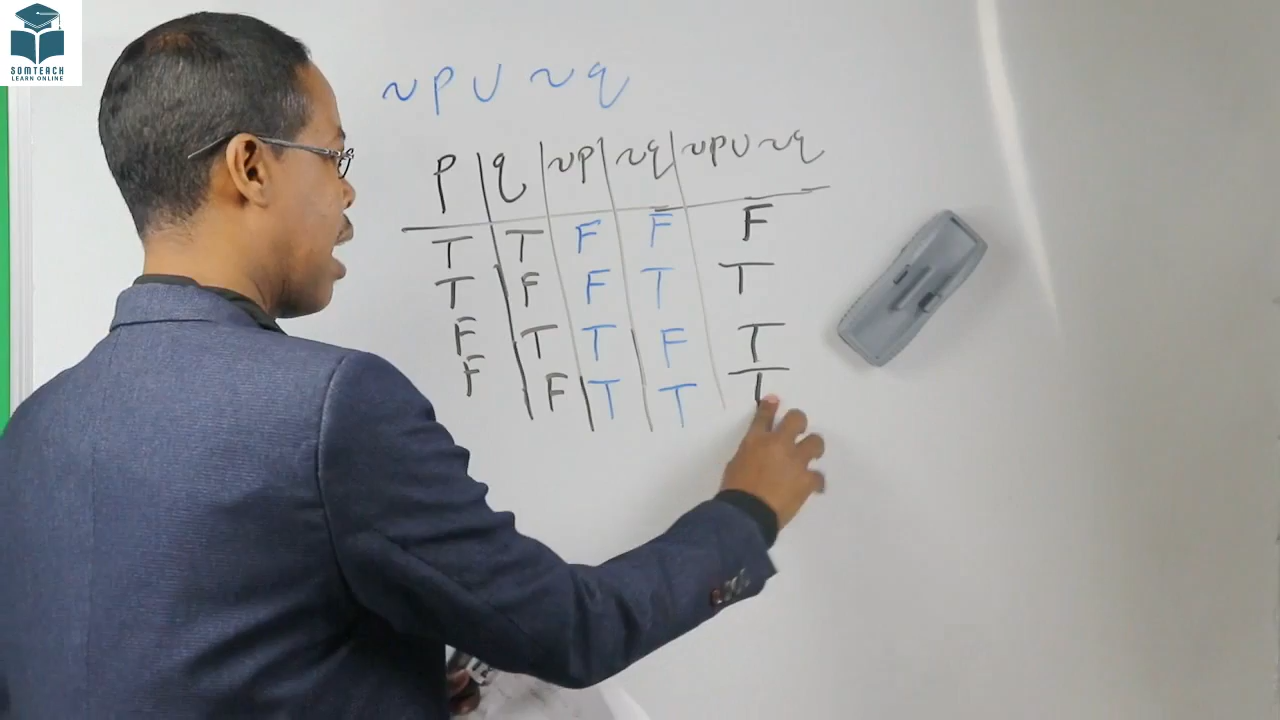 SOMTEACH
LEARN ONLINE
~p ∪ ~q
p q ~p ~q ~p∪~q
T T F F F
T F F T T
F T T F T
F F T T T